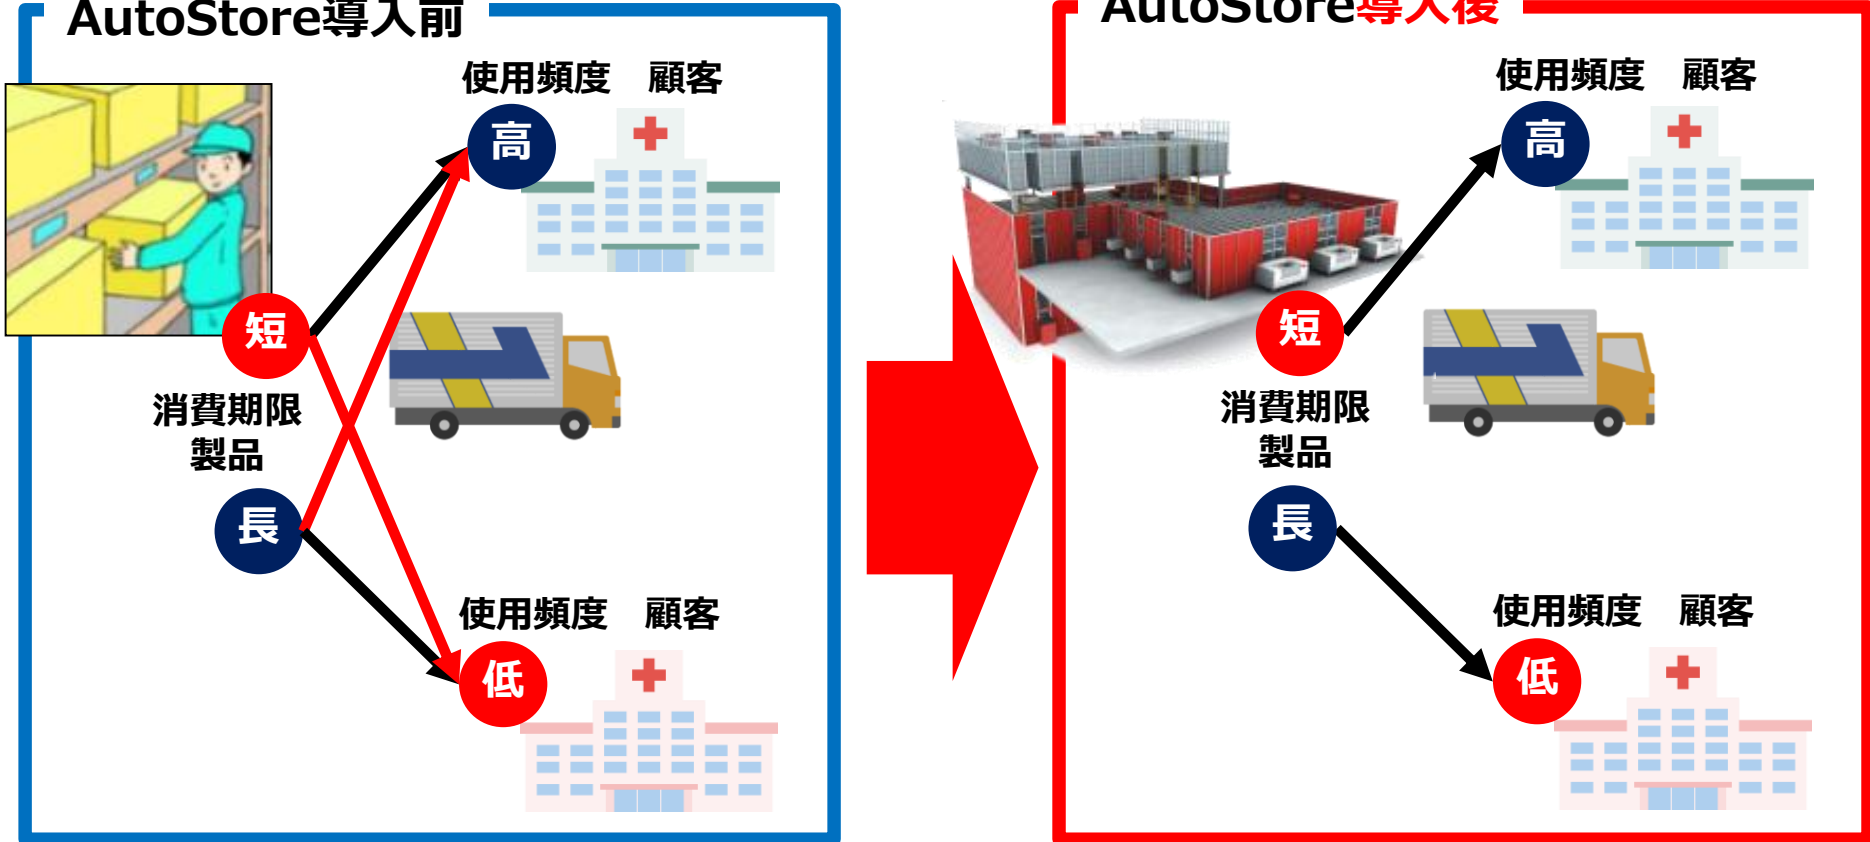 AutoStore導入前
使用頻度 顧客
高
短
消費期限
製品
長
使用頻度 顧客
低
AutoStore導入後
使用頻度 顧客
高
短
消費期限
製品
長
使用頻度 顧客
低